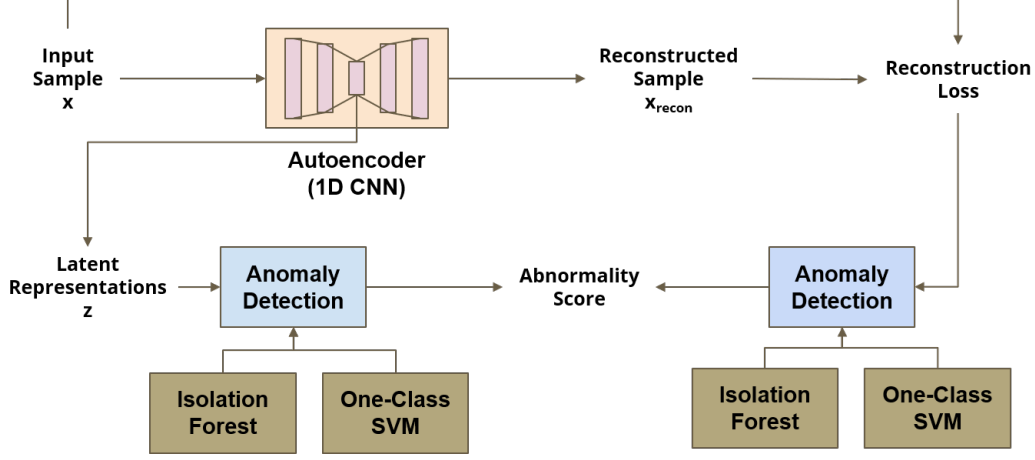 Input
Sample
x
Autoencoder
(1D CNN)
Reconstructed
Sample
xrecon
Reconstruction
Loss
Latent
Representations
z
Anomaly
Detection
Abnormality
Score
Anomaly
Detection
Isolation
Forest
One-Class
SVM
Isolation
Forest
One-Class
SVM